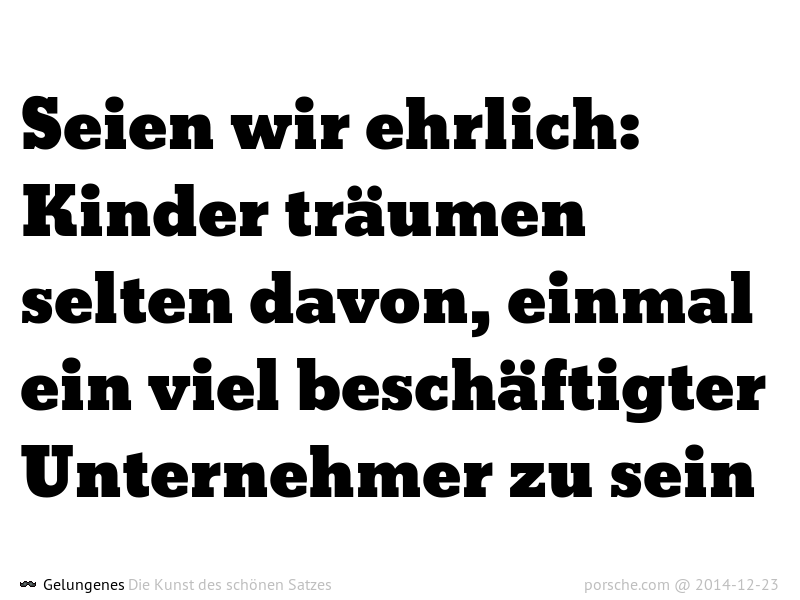 Seien wir ehrlich:
Kinder träumen
selten davon, einmal
ein viel beschäftigter
Unternehmer zu sein
Gelungenes Die Kunst des schönen Satzes
porsche.com @ 2014-12-23